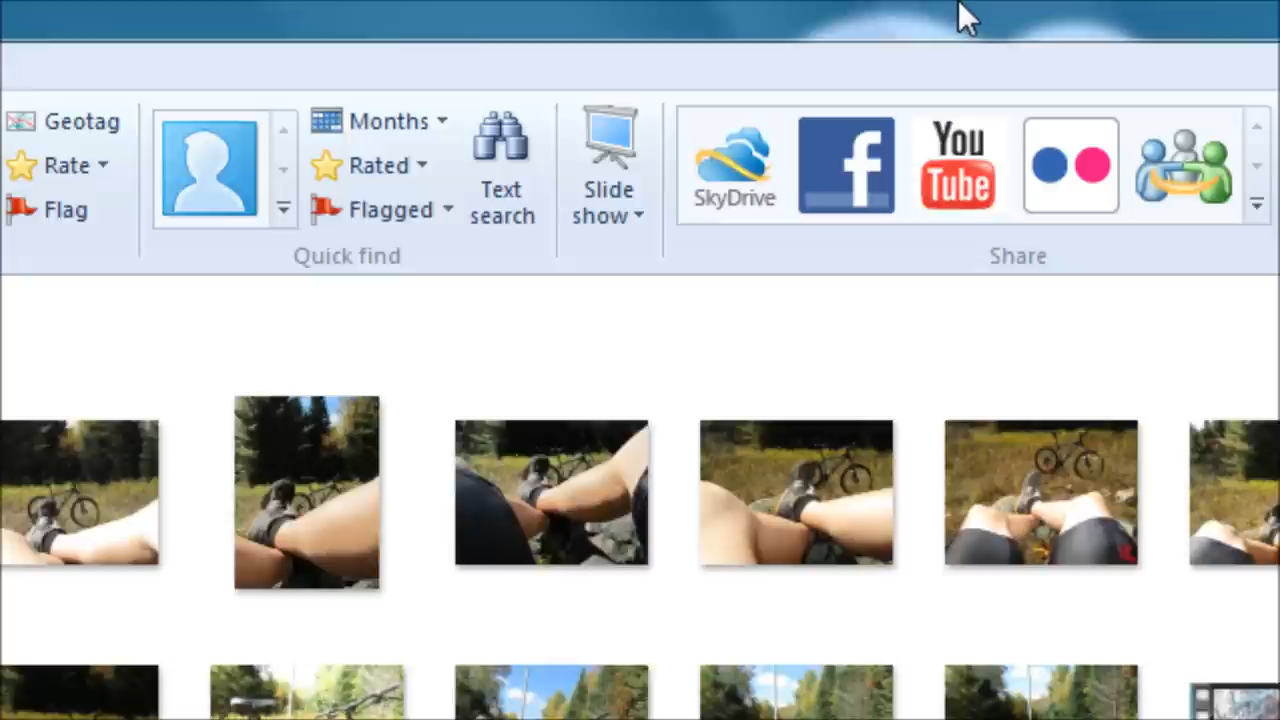 Geotag
Rate
Flag
Months
Rated
Flagged
Text
search
Quick find
Slide
show
SkyDrive
f
You
Tube
Share